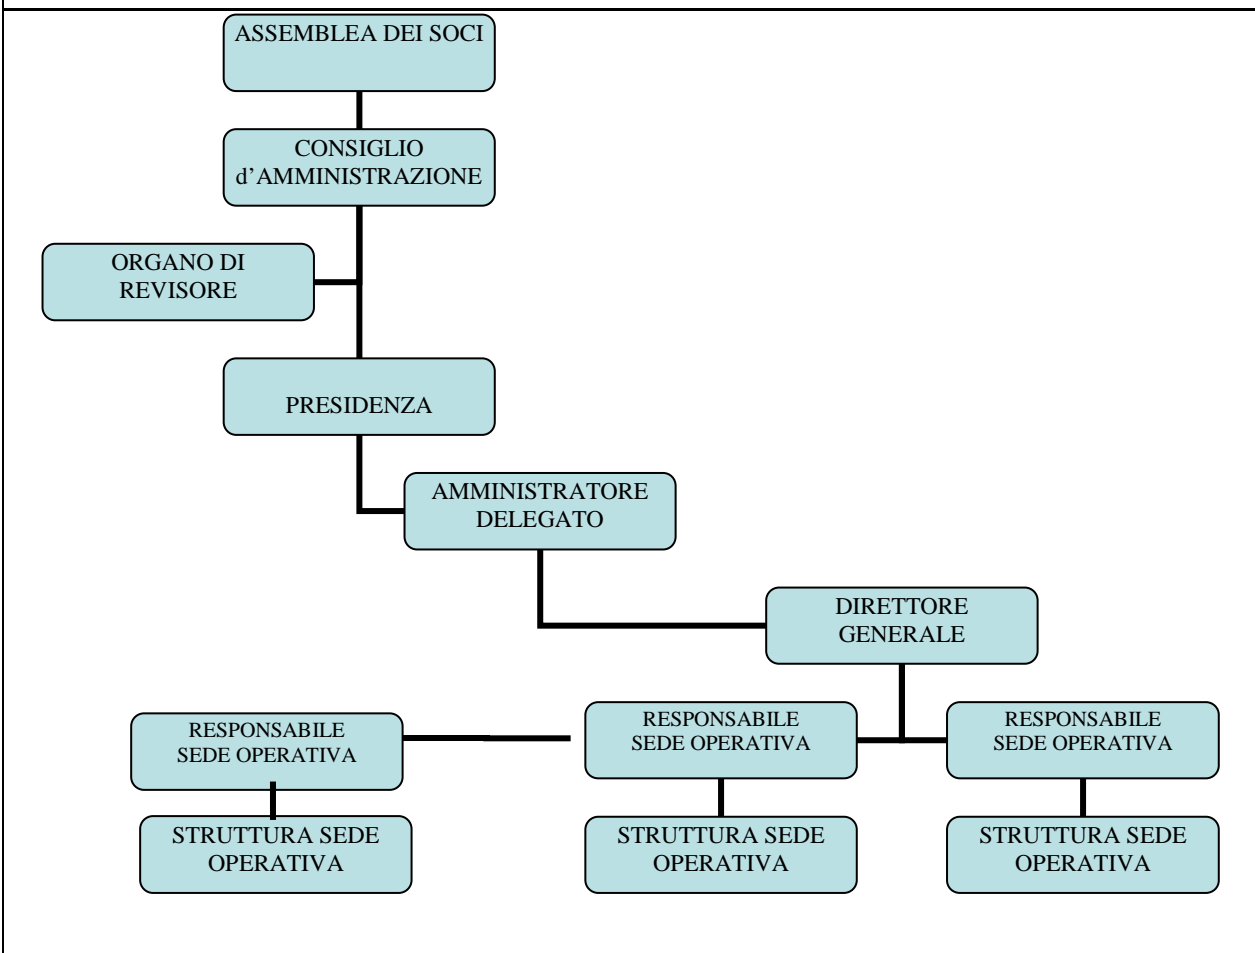 ASSEMBLEA DEI SOCI
CONSIGLIO
d’AMMINISTRAZIONE
ORGANO DI
REVISORE
PRESIDENZA
AMMINISTRATORE
DELEGATO
DIRETTORE
GENERALE
RESPONSABILE
SEDE OPERATIVA
RESPONSABILE
SEDE OPERATIVA
RESPONSABILE
SEDE OPERATIVA
STRUTTURA SEDE
OPERATIVA
STRUTTURA SEDE
OPERATIVA
STRUTTURA SEDE
OPERATIVA